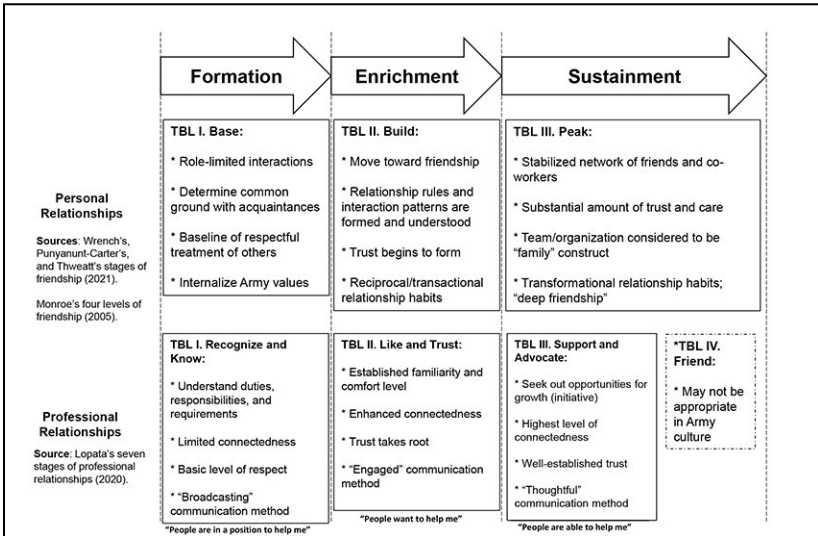 Formation
Enrichment
Sustainment
Personal
Relationships
Sources: Wrench’s,
Punyanunt-Carter’s,
and Thweatt’s stages of
friendship (2021).
Monroe’s four levels of
friendship (2005).
TBL I. Base:
* Role-limited interactions
* Determine common
ground with acquaintances
* Baseline of respectful
treatment of others
* Internalize Army values
TBL II. Build:
* Move toward friendship
* Relationship rules and
interaction patterns are
formed and understood
* Trust begins to form
* Reciprocal/transactional
relationship habits
TBL III. Peak:
* Stabilized network of friends and co-
workers
* Substantial amount of trust and care
* Team/organization considered to be
“family” construct
* Transformational relationship habits;
“deep friendship”
Professional
Relationships
Source: Lopata’s seven
stages of professional
relationships (2020).
TBL I. Recognize and
Know:
* Understand duties,
responsibilities, and
requirements
* Limited connectedness
* Basic level of respect
* “Broadcasting”
communication method
"People are in a position to help me"
TBL II. Like and Trust:
* Established familiarity and
comfort level
* Enhanced connectedness
* Trust takes root
* “Engaged” communication
method
"People want to help me"
TBL III. Support and
Advocate:
* Seek out opportunities for
growth (initiative)
* Highest level of
connectedness
* Well-established trust
* “Thoughtful”
communication method
"People are able to help me"
*TBL IV.
Friend:
* May not be
appropriate
in Army
culture